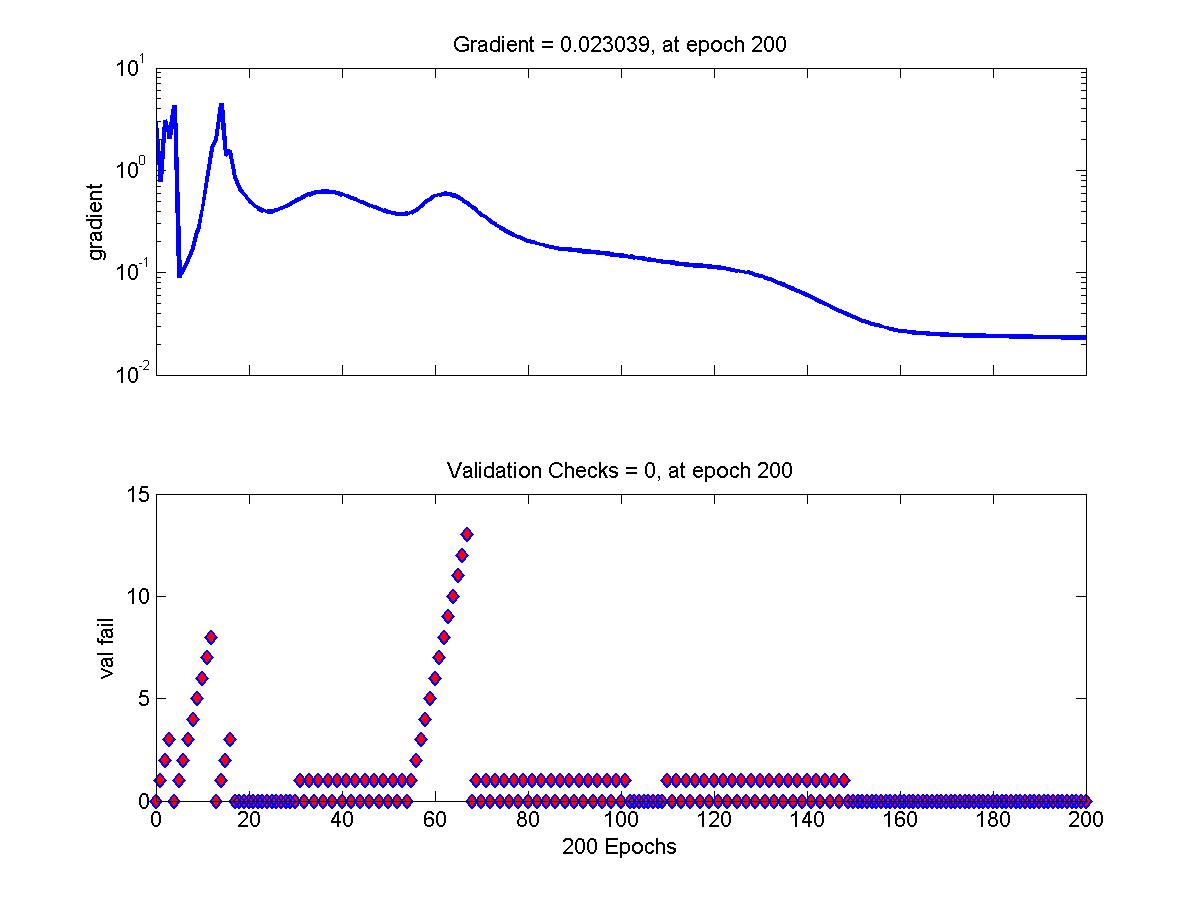 Gradient = 0.023039, at epoch 200
10^1
10^0
10^-1
10^-2
gradient
Validation Checks = 0, at epoch 200
15
10
5
0
val fail
0 20 40 60 80 100 120 140 160 180 200
200 Epochs